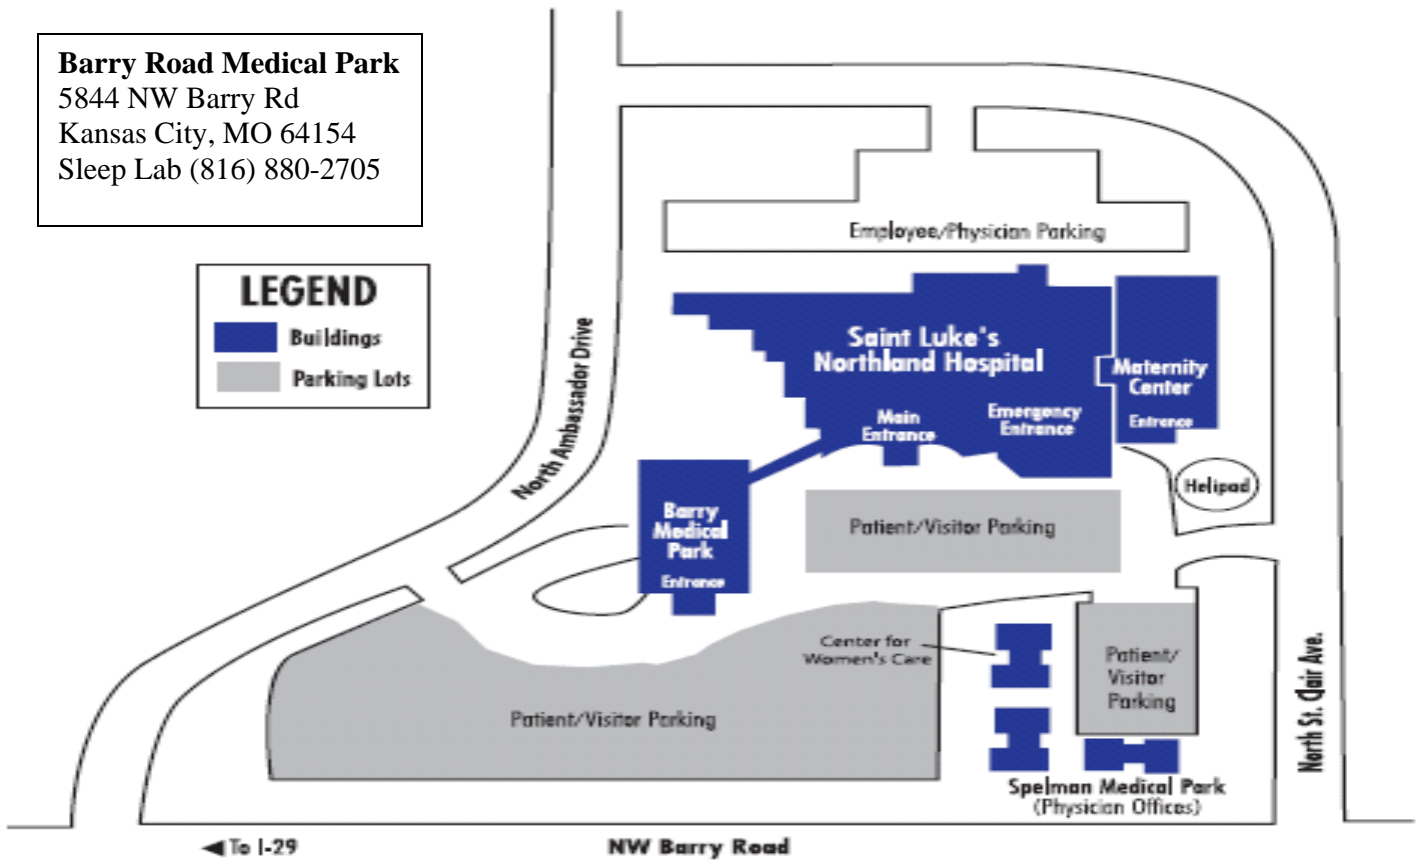 Barry Road Medical Park
5844 NW Barry Rd
Kansas City, MO 64154
Sleep Lab (816) 880-2705
LEGEND
Buildings
Parking Lots
Employee/Physician Parking
Saint Luke's
Northland Hospital
Main
Entrance
Emergency
Entrance
Maternity
Center
Entrance
Helipad
North Ambassador Drive
Barry
Medical
Park
Entrance
Patient/Visitor Parking
Center for
Women's Care
Patient/
Visitor
Parking
Patient/Visitor Parking
North St. Clair Ave.
Spelman Medical Park
(Physician Offices)
To I-29
NW Barry Road